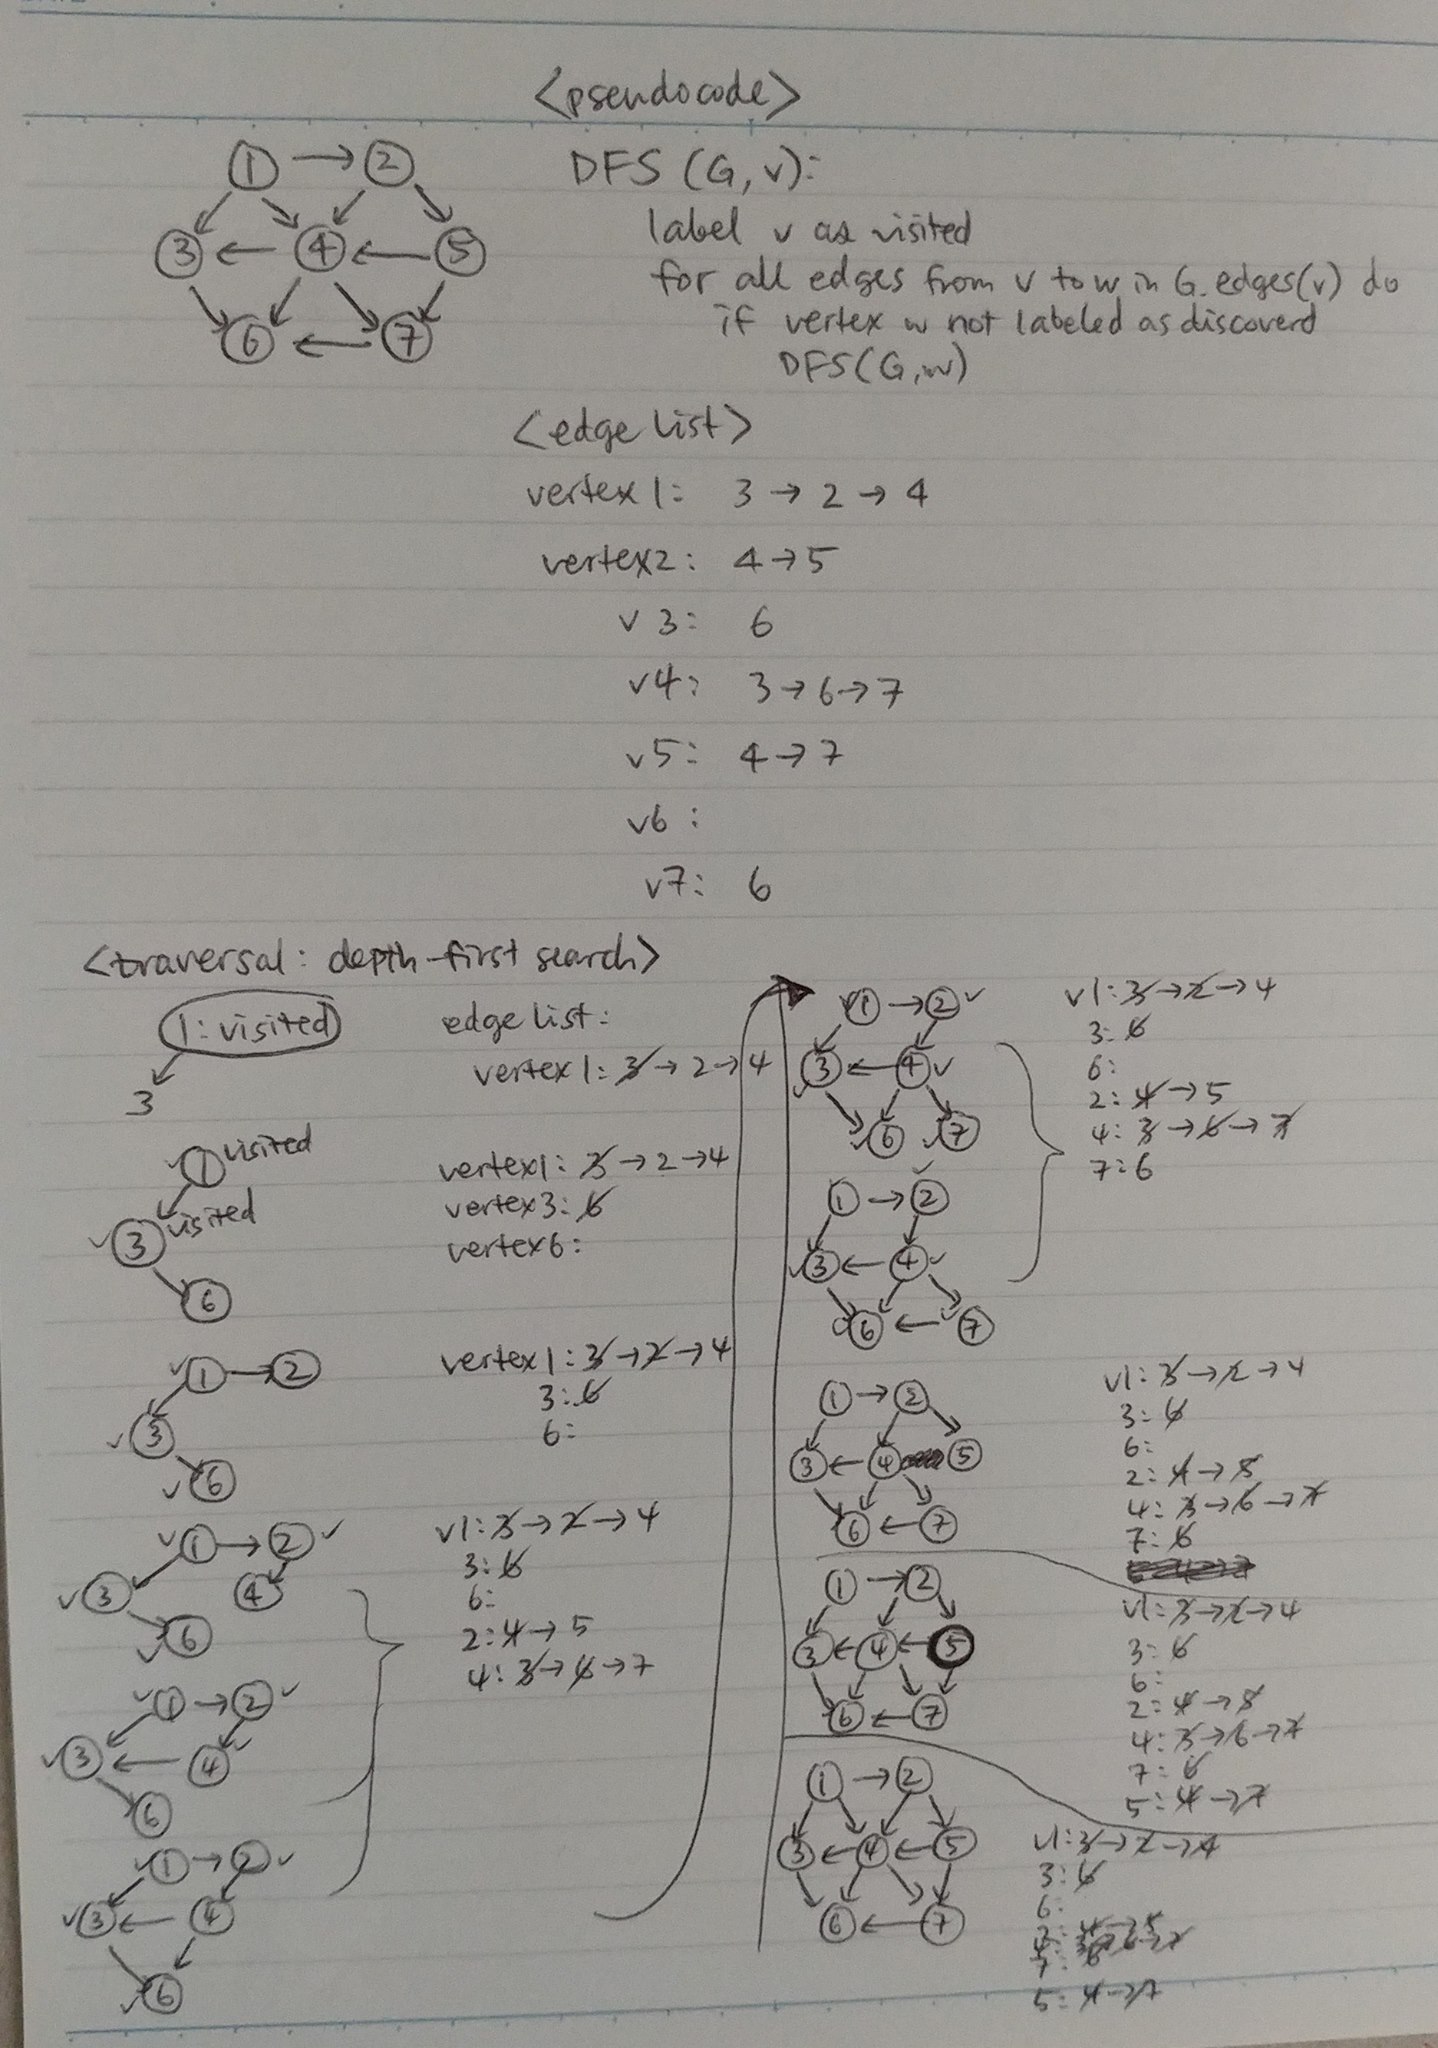 <pseudocode>
1 → 2
3 ← 4 ← 5
6 ← 7
DFS (G, v):
label v as visited
for all edges from v to w in G.edges(v) do
if vertex w not labeled as discoverd
DFS(G,w)
<edge list>
vertex 1: 3 → 2 → 4
vertex2: 4 → 5
v 3: 6
v4: 3 → 6 → 7
v5: 4 → 7
v6 :
v7: 6
<traversal: depth-first search>
1: visited
3
edge list:
vertex 1: 3 → 2 → 4
1 visited
3 visited
6
vertex1: 3 → 2 → 4
vertex3: 6
vertex6:
1 → 2
3
6
vertex 1: 3 → 2 → 4
3: 6
6:
1 → 2
3 4
6
1 → 2
3 ← 4
6
1 → 2
3 ← 4
6
v1: 3 → 2 → 4
3: 6
6:
2: 4 → 5
4: 3 → 6 → 7
1 → 2
3 ← 4
6 7
1 → 2
3 ← 4
6 ← 7
v1: 3 → 2 → 4
3: 6
6:
2: 4 → 5
4: 3 → 6 → 7
7: 6
1 → 2
3 ← 4 5
6 ← 7
v1: 3 → 2 → 4
3: 6
6:
2: 4 → 5
4: 3 → 6 → 7
7: 6
1 → 2
3 ← 4 ← 5
6 ← 7
v1: 3 → 2 → 4
3: 6
6:
2: 4 → 5
4: 3 → 6 → 7
7: 6
5: 4 → 7
1 → 2
3 ← 4 ← 5
6 ← 7
v1: 3 → 2 → 4
3: 6
6:
2: 4 → 5
4: 3 → 6 → 7
7: 6
5: 4 → 7